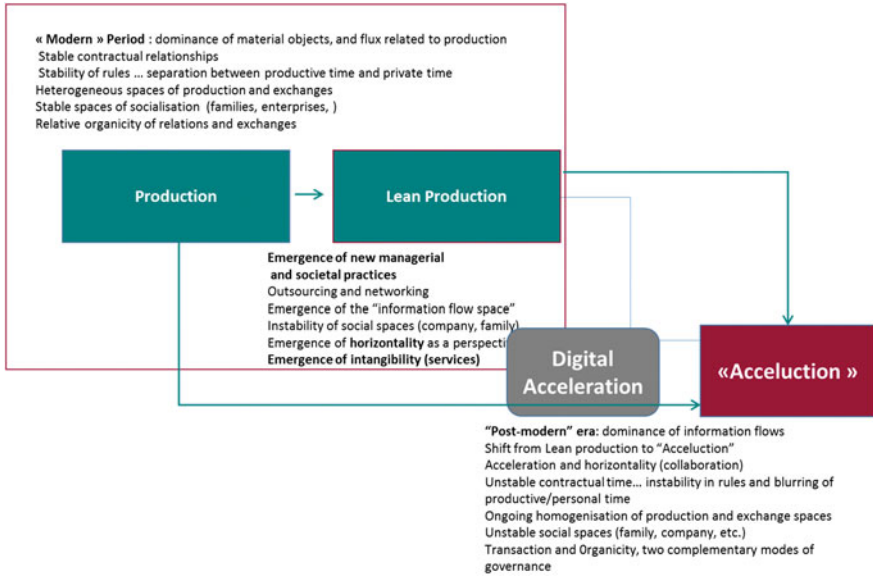 « Modern » Period : dominance of material objects, and flux related to production
Stable contractual relationships
Stability of rules ... separation between productive time and private time
Heterogeneous spaces of production and exchanges
Stable spaces of socialisation (families, enterprises, )
Relative organicity of relations and exchanges
Production
Lean Production
Emergence of new managerial
and societal practices
Outsourcing and networking
Emergence of the “information flow space”
Instability of social spaces (company, family)
Emergence of horizontality as a perspecti
Emergence of intangibility (services)
Digital
Acceleration
«Acceluction »
“Post-modern” era: dominance of information flows
Shift from Lean production to “Acceluction”
Acceleration and horizontality (collaboration)
Unstable contractual time... instability in rules and blurring of
productive/personal time
Ongoing homogenisation of production and exchange spaces
Unstable social spaces (family, company, etc.)
Transaction and 0rganicity, two complementary modes of
governance